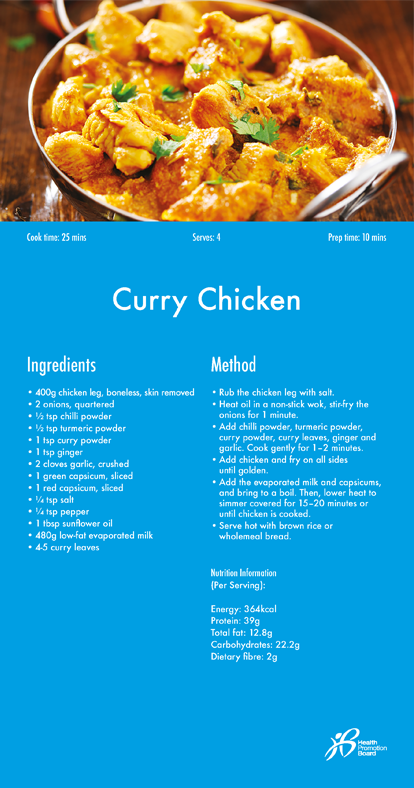 Cook time: 25 mins
Serves: 4
Prep time: 10 mins
Curry Chicken
Ingredients
• 400g chicken leg, boneless, skin removed
• 2 onions, quartered
• ½ tsp chilli powder
• ½ tsp turmeric powder
• 1 tsp curry powder
• 1 tsp ginger
• 2 cloves garlic, crushed
• 1 green capsicum, sliced
• 1 red capsicum, sliced
• ¼ tsp salt
• ¼ tsp pepper
• 1 tbsp sunflower oil
• 480g low-fat evaporated milk
• 4-5 curry leaves
Method
• Rub the chicken leg with salt.
• Heat oil in a non-stick wok, stir-fry the
onions for 1 minute.
• Add chilli powder, turmeric powder,
curry powder, curry leaves, ginger and
garlic. Cook gently for 1–2 minutes.
• Add chicken and fry on all sides
until golden.
• Add the evaporated milk and capsicums,
and bring to a boil. Then, lower heat to
simmer covered for 15–20 minutes or
until chicken is cooked.
• Serve hot with brown rice or
wholemeal bread.
Nutrition Information
(Per Serving):
Energy: 364kcal
Protein: 39g
Total fat: 12.8g
Carbohydrates: 22.2g
Dietary fibre: 2g
Health
Promotion
Board